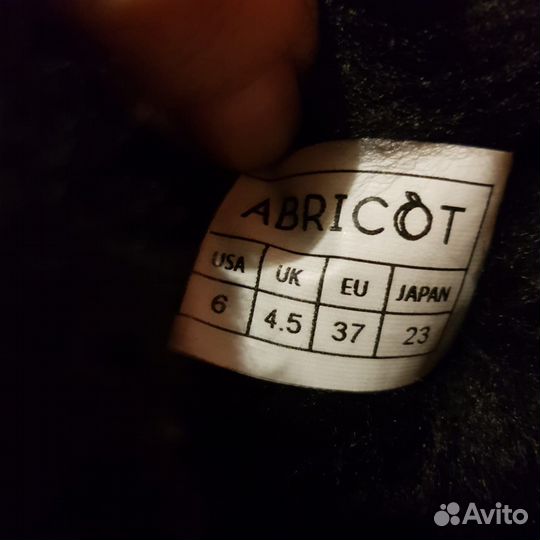 ABRICOT
USA UK EU JAPAN
6 4.5 37 23
Avito